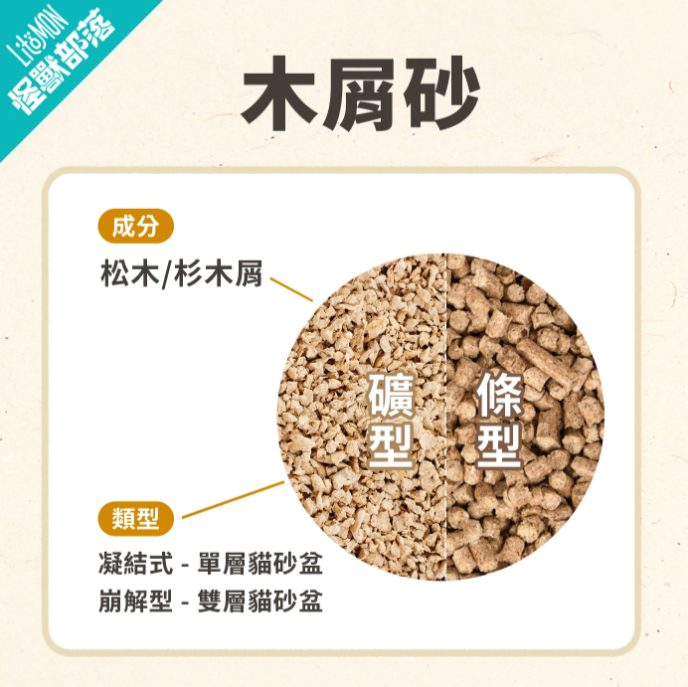 LitoMON
怪獸部落
木屑砂
成分
松木/杉木屑
礦型
條型
類型
凝結式 - 單層貓砂盆
崩解型 - 雙層貓砂盆